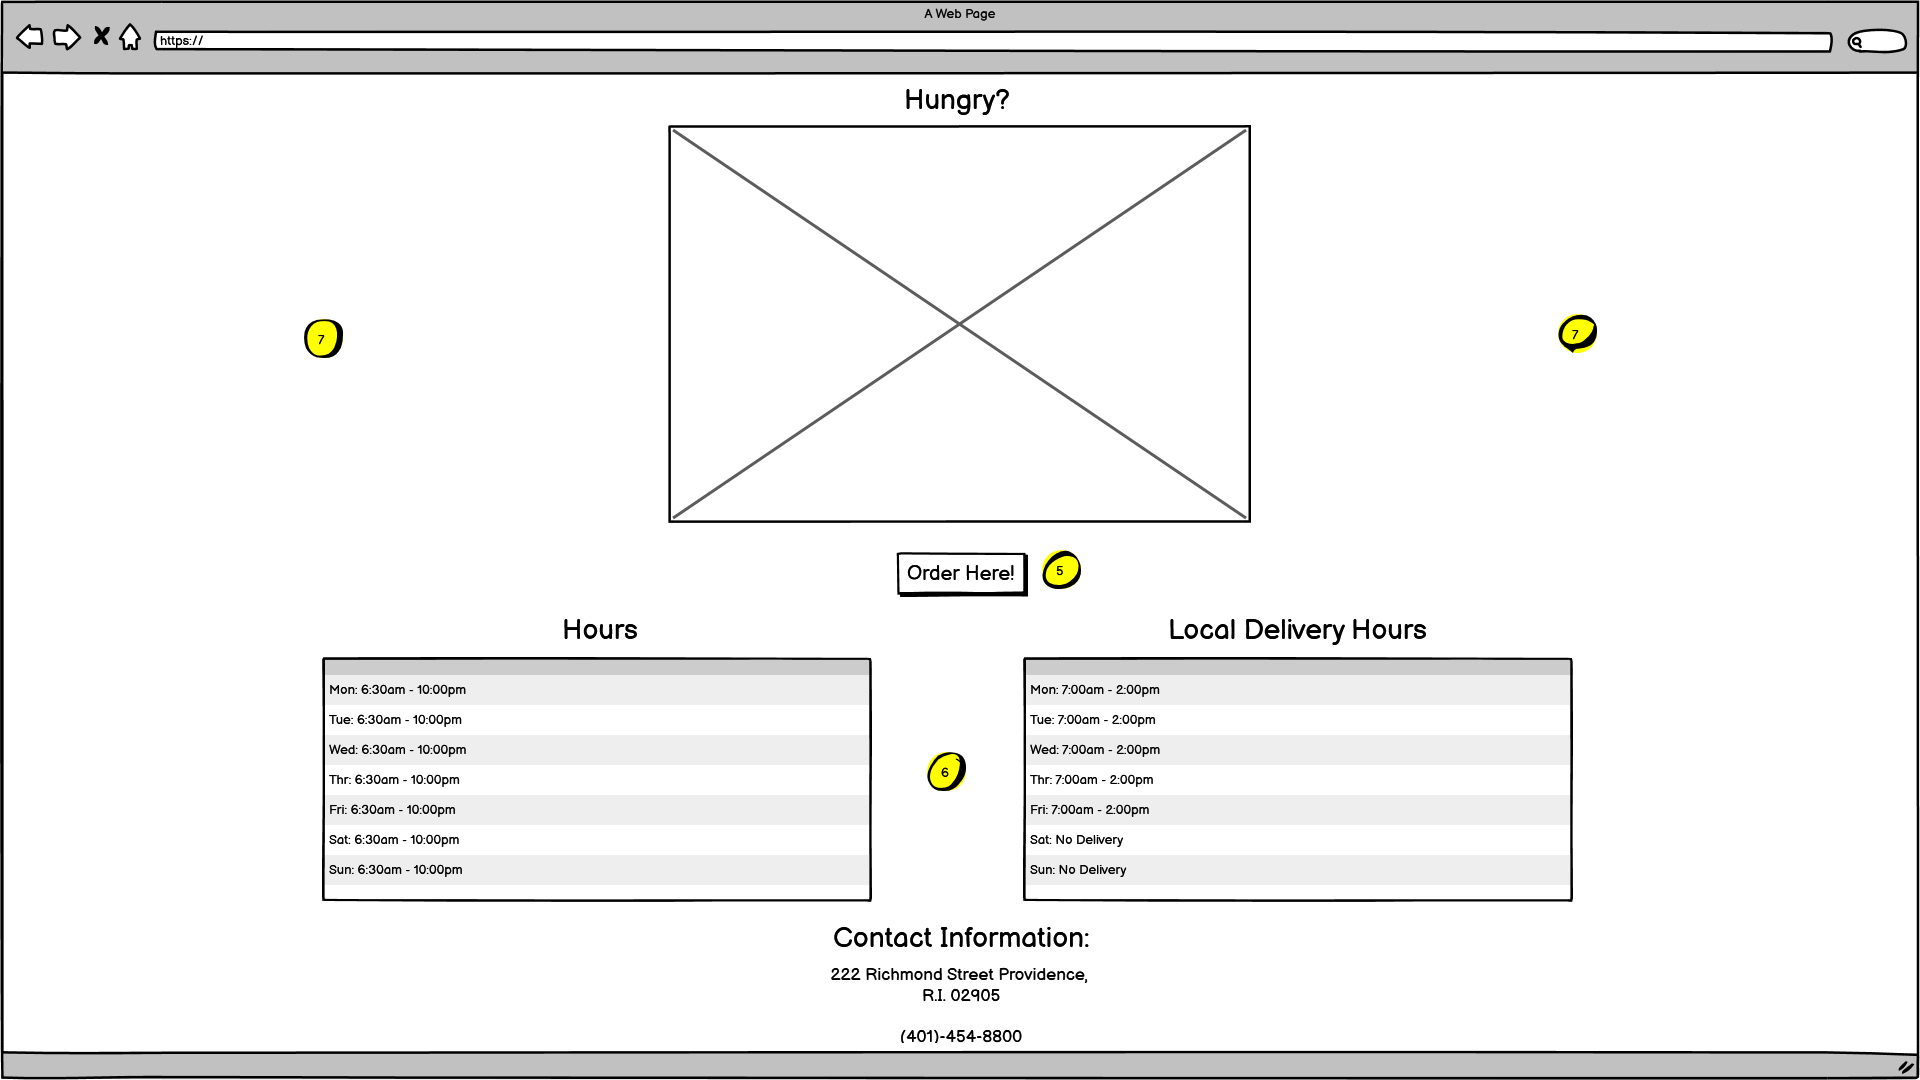 A Web Page
https://
Hungry?
7
7
Order Here!
5
Hours
Mon: 6:30am - 10:00pm
Tue: 6:30am - 10:00pm
Wed: 6:30am - 10:00pm
Thr: 6:30am - 10:00pm
Fri: 6:30am - 10:00pm
Sat: 6:30am - 10:00pm
Sun: 6:30am - 10:00pm
6
Local Delivery Hours
Mon: 7:00am - 2:00pm
Tue: 7:00am - 2:00pm
Wed: 7:00am - 2:00pm
Thr: 7:00am - 2:00pm
Fri: 7:00am - 2:00pm
Sat: No Delivery
Sun: No Delivery
Contact Information:
222 Richmond Street Providence,
R.I. 02905
(401)-454-8800